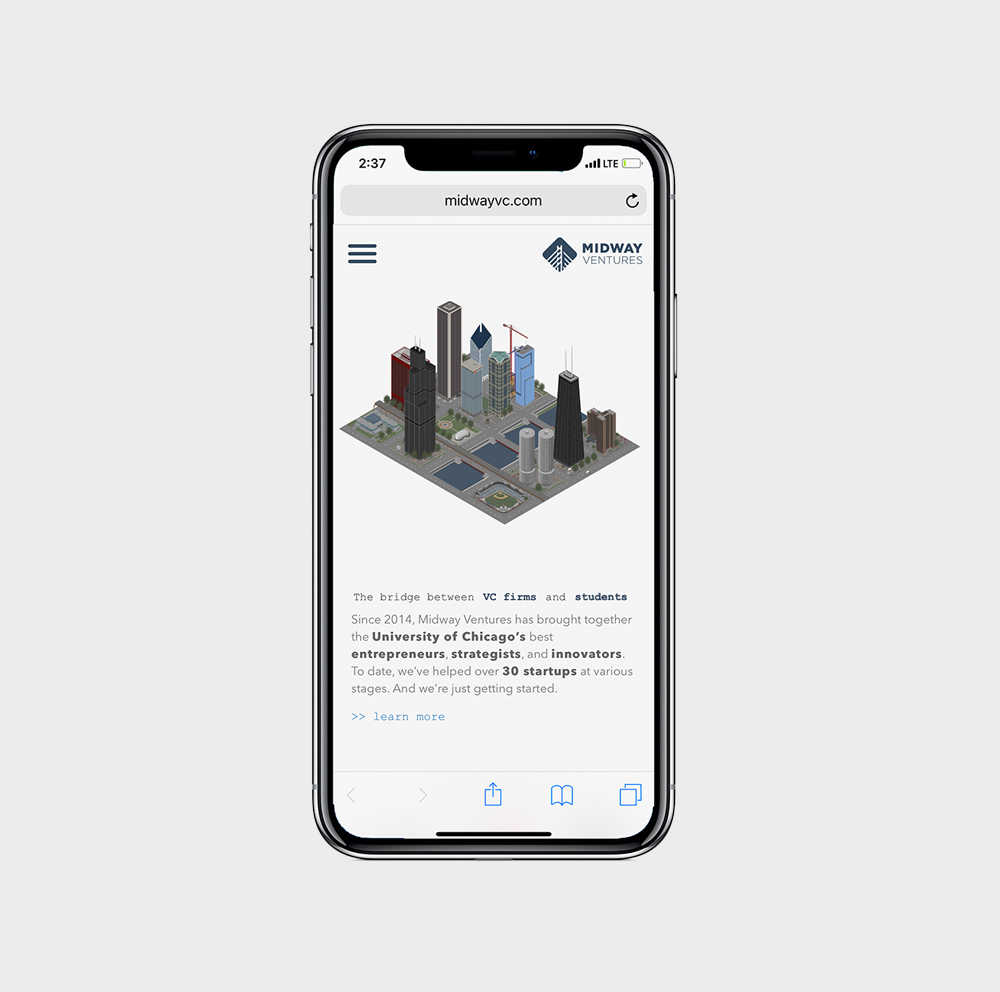 2:37
LTE
midwayvc.com
MIDWAY
VENTURES
The bridge between VC firms and students
Since 2014, Midway Ventures has brought together
the University of Chicago’s best
entrepreneurs, strategists, and innovators.
To date, we’ve helped over 30 startups at various
stages. And we’re just getting started.
>> learn more